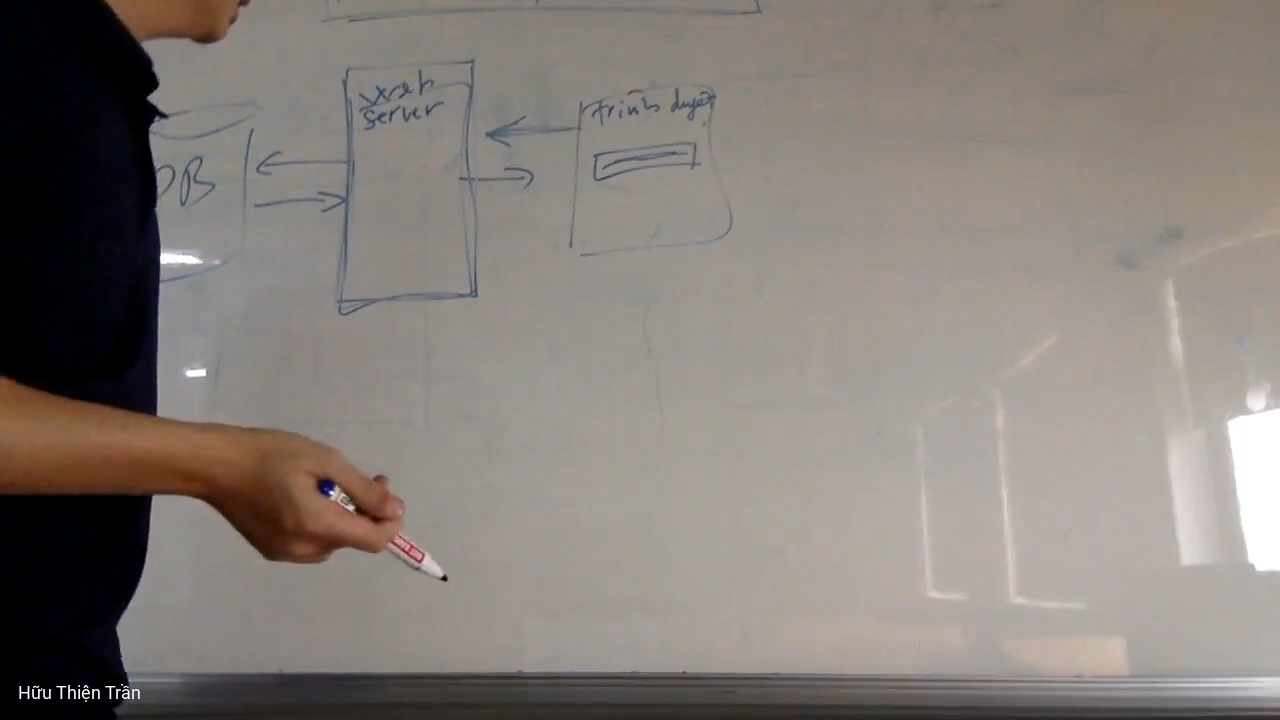 web
server
trình duyệt
DB
Hữu Thiện Trần